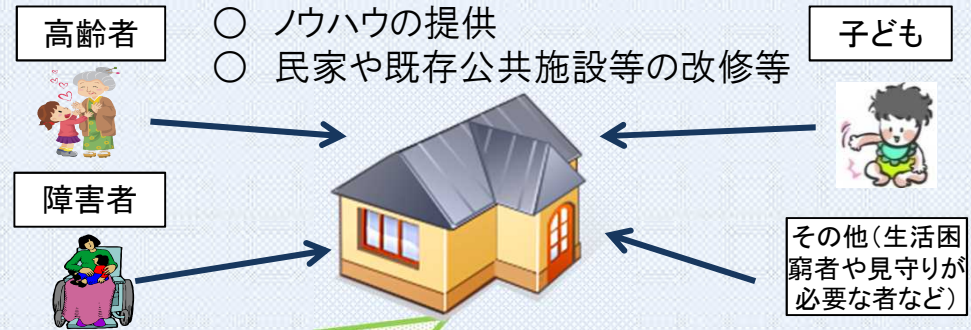 高齢者
○ ノウハウの提供
○ 民家や既存公共施設等の改修等
子ども
障害者
その他(生活困
窮者や見守りが
必要な者など)